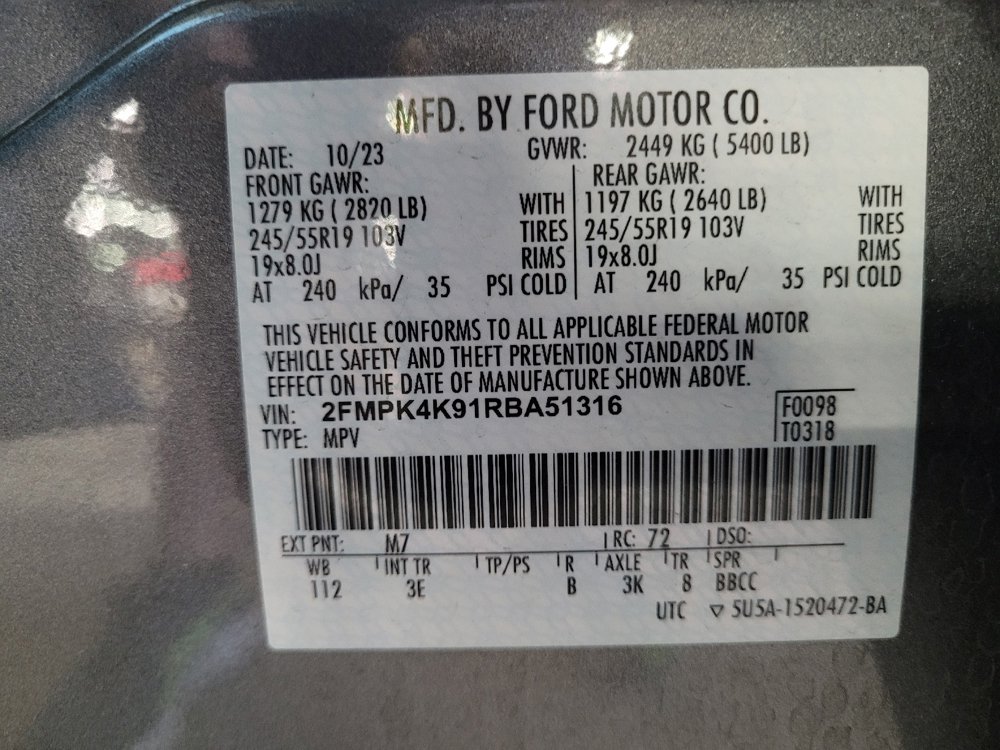 MFD. BY FORD MOTOR CO.
DATE: 10/23 GVWR: 2449 KG ( 5400 LB)
FRONT GAWR: REAR GAWR:
1279 KG ( 2820 LB) WITH 1197 KG ( 2640 LB) WITH
245/55R19 103V TIRES 245/55R19 103V TIRES
19x8.0J RIMS 19x8.0J RIMS
AT 240 kPa/ 35 PSI COLD AT 240 kPa/ 35 PSI COLD
THIS VEHICLE CONFORMS TO ALL APPLICABLE FEDERAL MOTOR
VEHICLE SAFETY AND THEFT PREVENTION STANDARDS IN
EFFECT ON THE DATE OF MANUFACTURE SHOWN ABOVE.
VIN: 2FMPK4K91RBA51316 F0098
TYPE: MPV T0318
EXT PNT: M7 RC: 72 DSO:
WB INT TR TP/PS R AXLE TR SPR
112 3E B 3K 8 BBCC
UTC ▽ 5U5A-1520472-BA